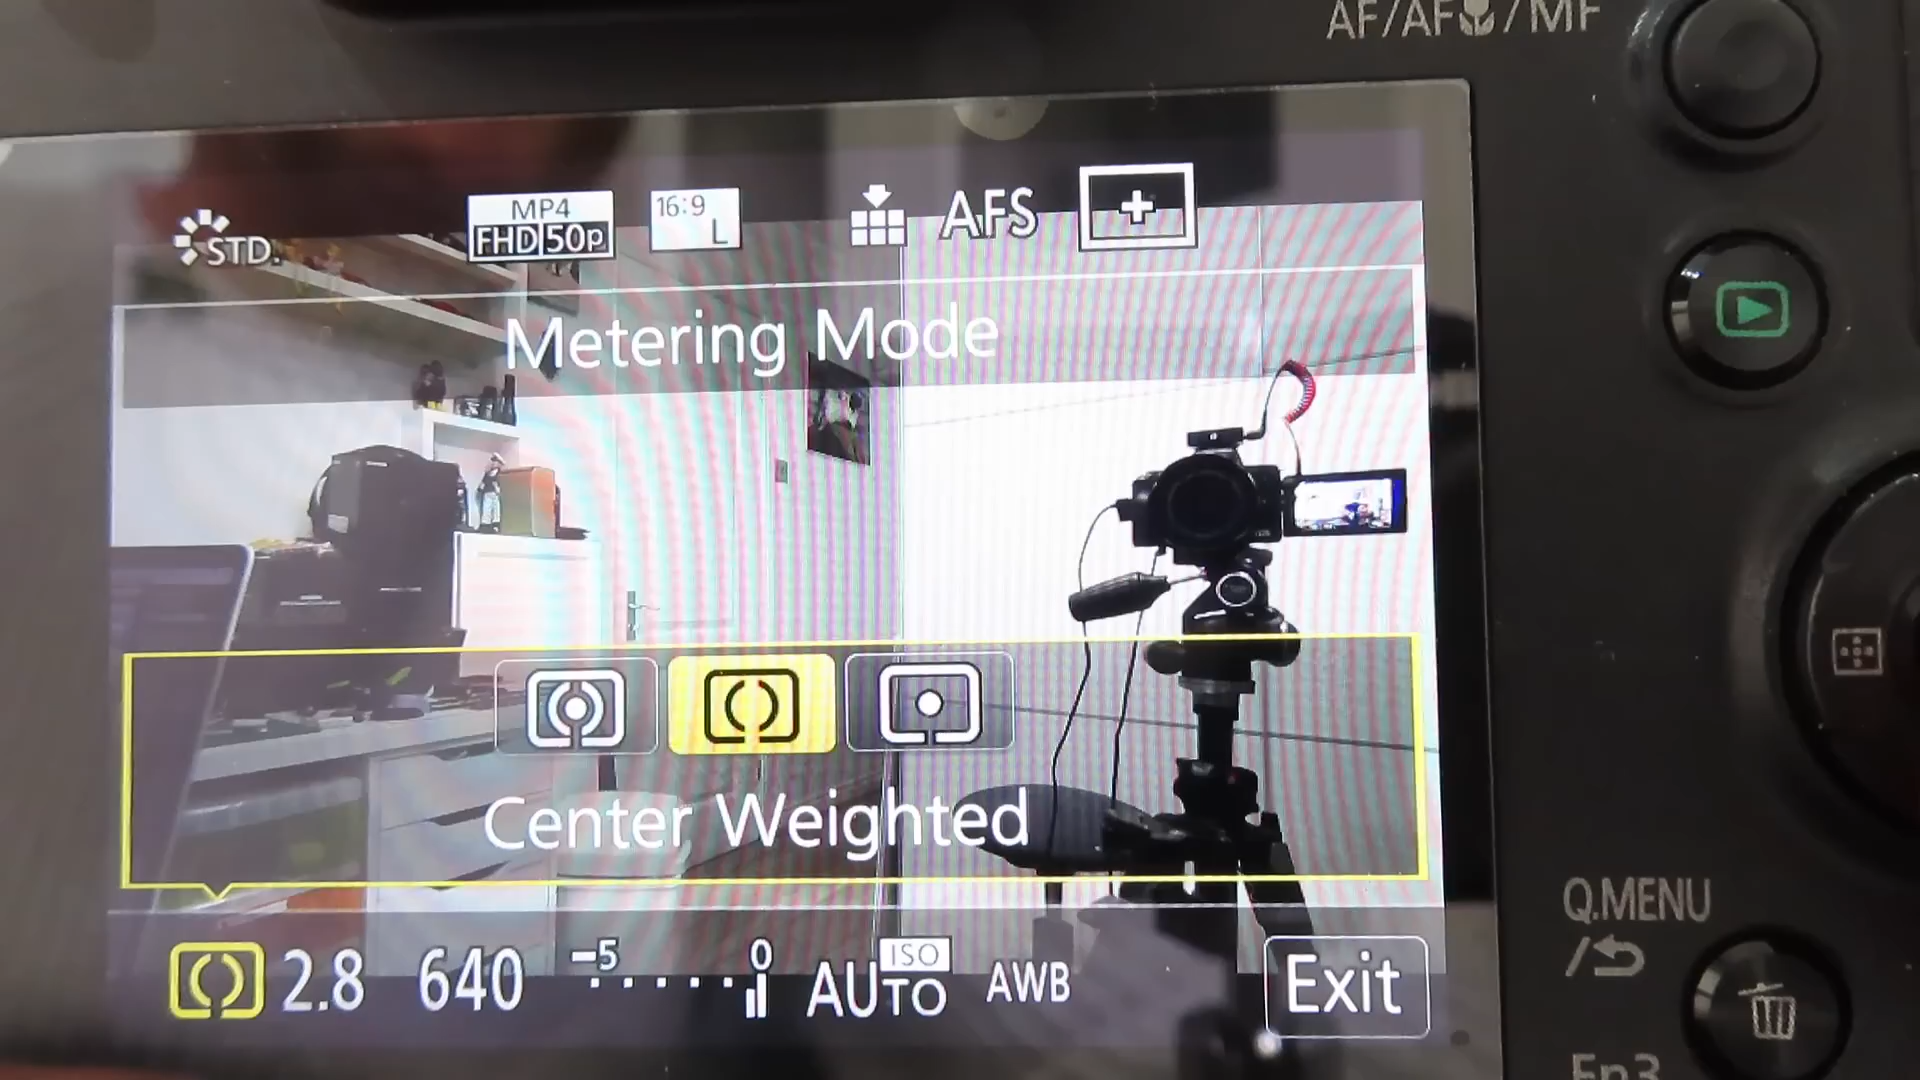 AF/AF/MF
STD.
MP4
FHD 50p
16:9
L
AFS
Metering Mode
Center Weighted
2.8
640
-5
0
ISO
AUTO
AWB
Exit
Q.MENU
/
Fn3